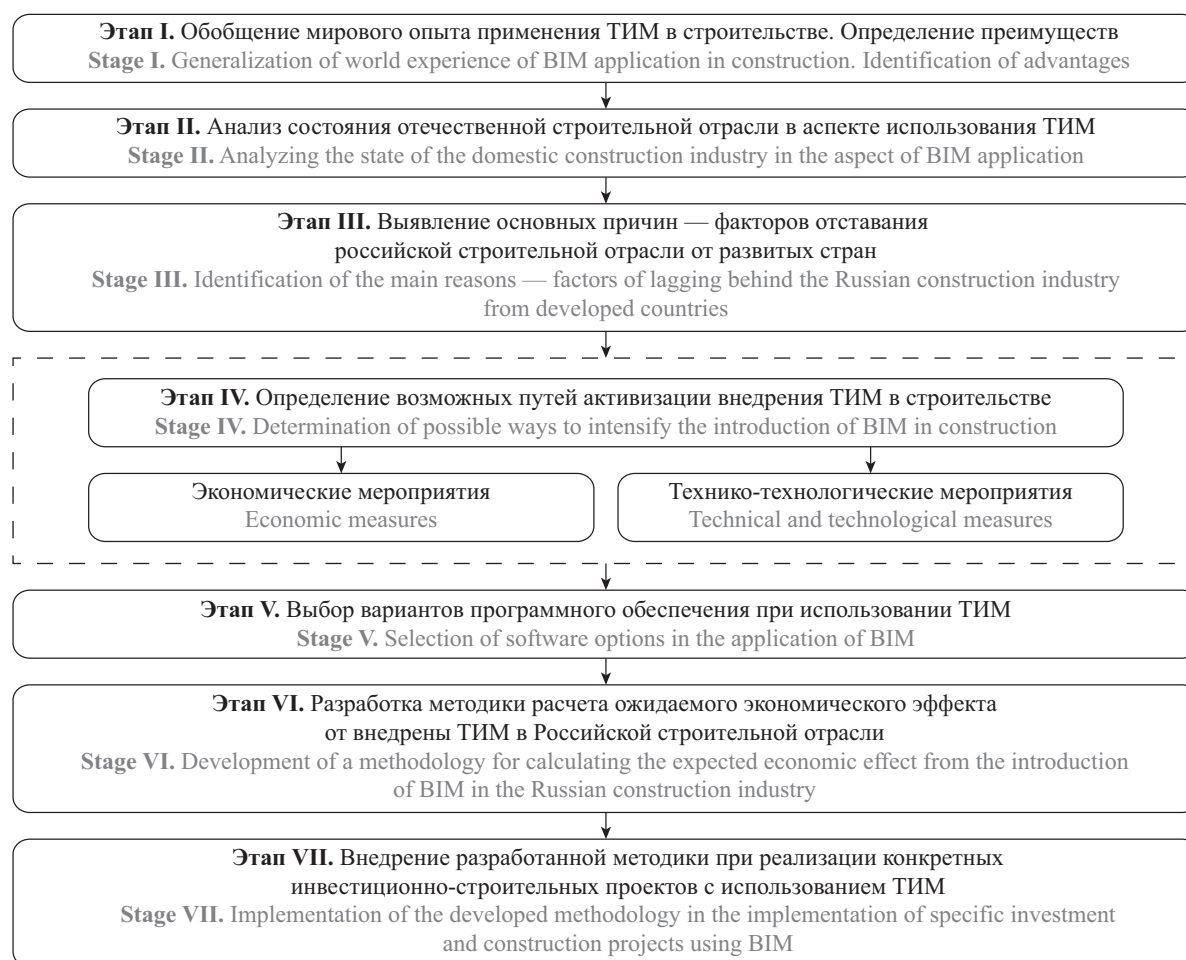 Этап I. Обобщение мирового опыта применения ТИМ в строительстве. Определение преимуществ
Stage I. Generalization of world experience of BIM application in construction. Identification of advantages
Этап II. Анализ состояния отечественной строительной отрасли в аспекте использования ТИМ
Stage II. Analyzing the state of the domestic construction industry in the aspect of BIM application
Этап III. Выявление основных причин — факторов отставания
российской строительной отрасли от развитых стран
Stage III. Identification of the main reasons — factors of lagging behind the Russian construction industry
from developed countries
Этап IV. Определение возможных путей активизации внедрения ТИМ в строительстве
Stage IV. Determination of possible ways to intensify the introduction of BIM in construction
Экономические мероприятия
Economic measures
Технико-технологические мероприятия
Technical and technological measures
Этап V. Выбор вариантов программного обеспечения при использовании ТИМ
Stage V. Selection of software options in the application of BIM
Этап VI. Разработка методики расчета ожидаемого экономического эффекта
от внедрены ТИМ в Российской строительной отрасли
Stage VI. Development of a methodology for calculating the expected economic effect from the introduction
of BIM in the Russian construction industry
Этап VII. Внедрение разработанной методики при реализации конкретных
инвестиционно-строительных проектов с использованием ТИМ
Stage VII. Implementation of the developed methodology in the implementation of specific investment
and construction projects using BIM